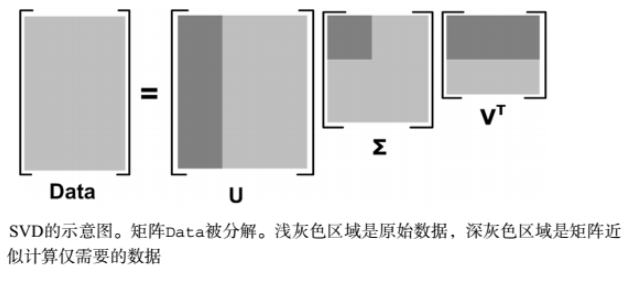 =
Data
U
Σ
Vᵀ
SVD的示意图。矩阵Data被分解。浅灰色区域是原始数据，深灰色区域是矩阵近
似计算仅需要的数据